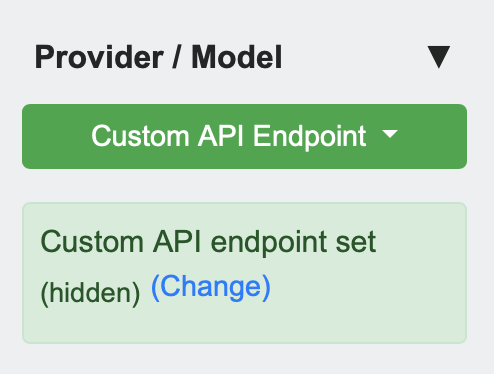 Provider / Model ▼
Custom API Endpoint
Custom API endpoint set
(hidden) (Change)